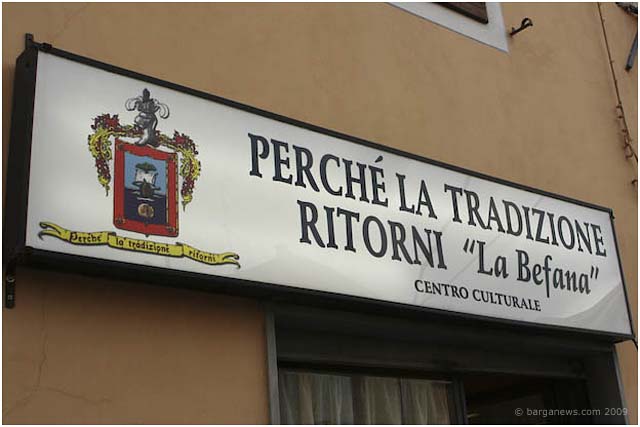 PERCHÉ LA TRADIZIONE
RITORNI "La Befana"
CENTRO CULTURALE
Perché la tradizione ritorni
© barganews.com 2009